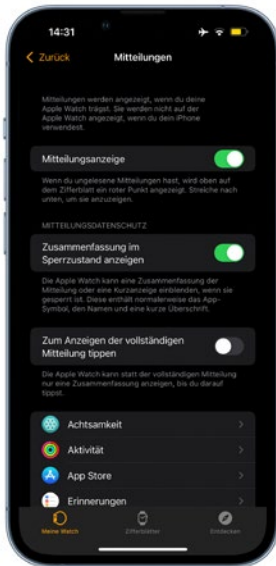 14:31
Zurück
Mitteilungen
Mitteilungen werden angezeigt, wenn du deine
Apple Watch trägst. Sie werden nicht auf der
Apple Watch angezeigt, wenn du dein iPhone
verwendest.
Mitteilungsanzeige
Wenn du ungelesene Mitteilungen hast, wird oben auf
dem Zifferblatt ein roter Punkt angezeigt. Streiche nach
unten, um sie anzuzeigen.
MITTEILUNGSDATENSCHUTZ
Zusammenfassung im
Sperrzustand anzeigen
Die Apple Watch kann eine Zusammenfassung der
Mitteilung oder eine Kurzanzeige einblenden, wenn sie
gesperrt ist. Diese enthält normalerweise das App-
Symbol, den Namen und eine kurze Überschrift.
Zum Anzeigen der vollständigen
Mitteilung tippen
Die Apple Watch kann statt der vollständigen Mitteilung
nur eine Zusammenfassung anzeigen, bis du darauf
tippst.
Achtsamkeit
Aktivität
App Store
Erinnerungen
Meine Watch
Zifferblätter
Entdecken